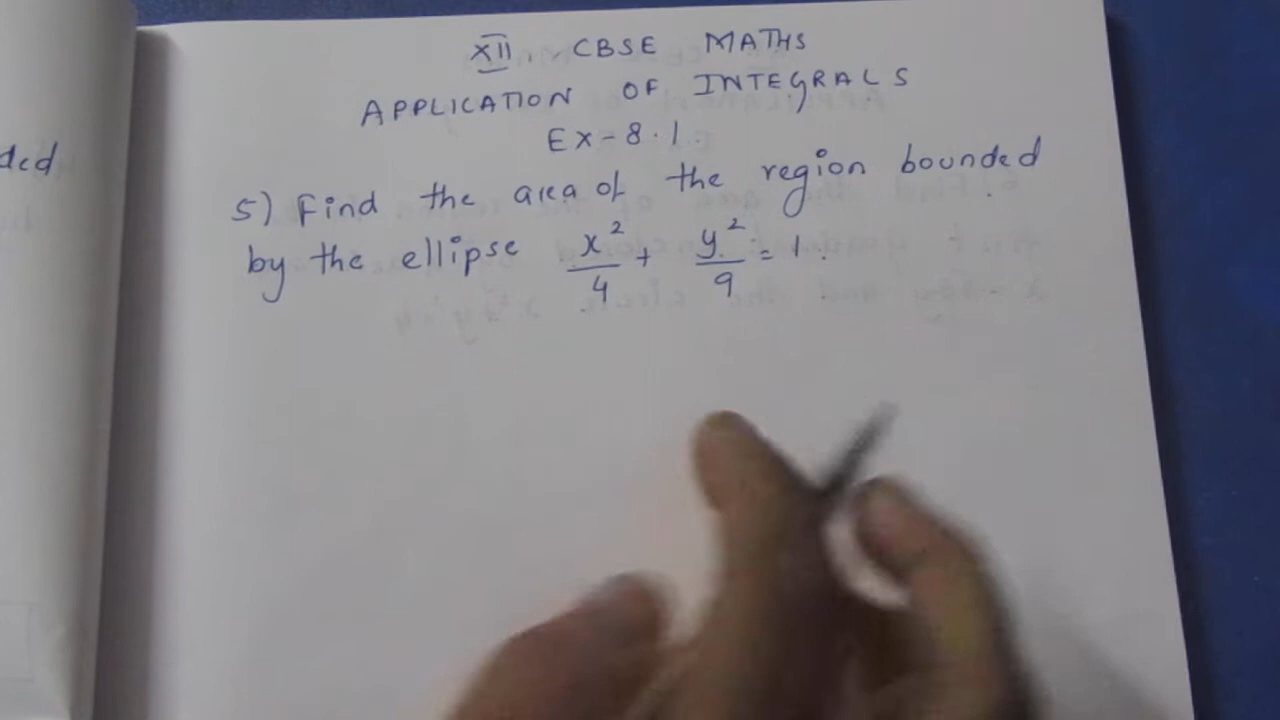 XII. CBSE MATHS
APPLICATION OF INTEGRALS
Ex-8.1.
5) Find the area of the region bounded
by the ellipse x²/4 + y²/9 = 1.
ded